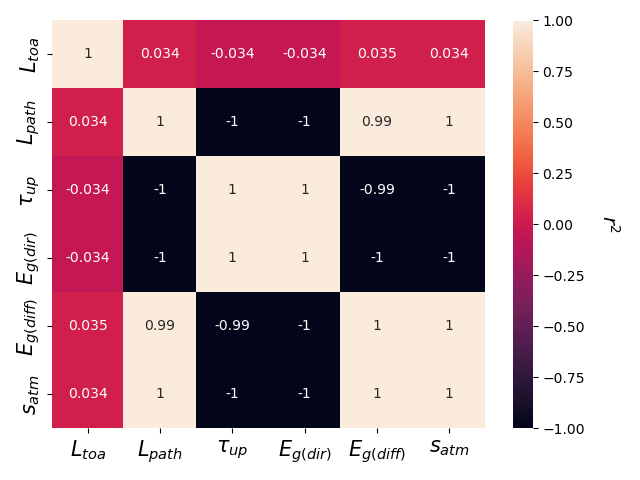 L_toa 1 0.034 -0.034 -0.034 0.035 0.034
L_path 0.034 1 -1 -1 0.99 1
τ_up -0.034 -1 1 1 -0.99 -1
E_g(dir) -0.034 -1 1 1 -1 -1
E_g(diff) 0.035 0.99 -0.99 -1 1 1
s_atm 0.034 1 -1 -1 1 1
L_toa L_path τ_up E_g(dir) E_g(diff) s_atm
1.00
0.75
0.50
0.25
0.00
−0.25
−0.50
−0.75
−1.00
r²